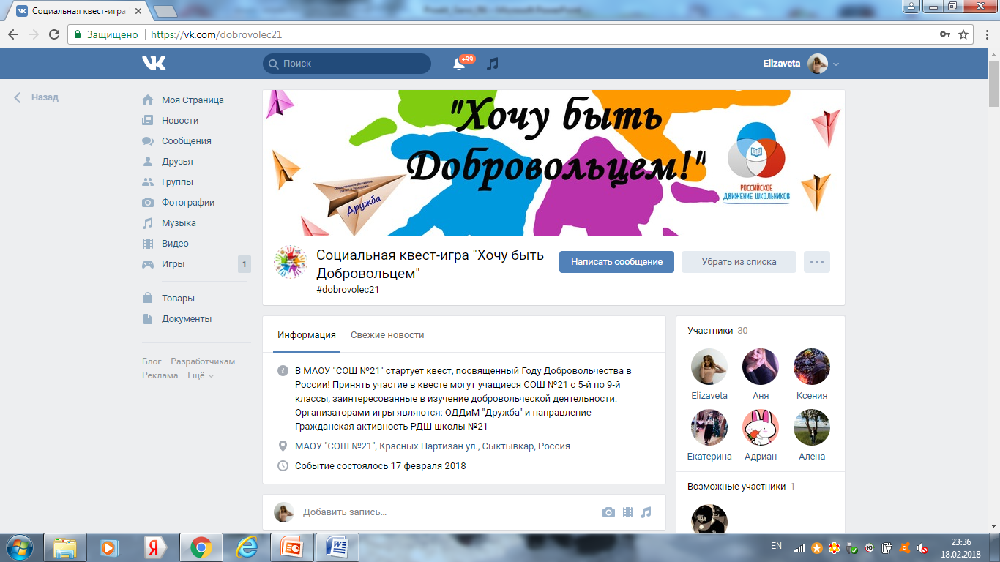 Социальная квест-игра
Защищено
https://vk.com/dobrovolec21
Поиск
+99
Elizaveta
Назад
Моя Страница
Новости
Сообщения
Друзья
Группы
Фотографии
Музыка
Видео
Игры 1
Товары
Документы
Блог Разработчикам
Реклама Ещё
"Хочу быть
Добровольцем!"
Дружба
РОССИЙСКОЕ
ДВИЖЕНИЕ ШКОЛЬНИКОВ
Социальная квест-игра "Хочу быть
Добровольцем"
#dobrovolec21
Написать сообщение
Убрать из списка
Информация
Свежие новости
В МАОУ "СОШ №21" стартует квест, посвященный Году Добровольчества в
России! Принять участие в квесте могут учащиеся СОШ №21 с 5-й по 9-й
классы, заинтересованные в изучение добровольческой деятельности.
Организаторами игры являются: ОДДиМ "Дружба" и направление
Гражданская активность РДШ школы №21
МАОУ "СОШ №21", Красных Партизан ул., Сыктывкар, Россия
Событие состоялось 17 февраля 2018
Добавить запись...
Участники 30
Elizaveta Аня Ксения
Екатерина Адриан Алена
Возможные участники 1
EN
23:36
18.02.2018